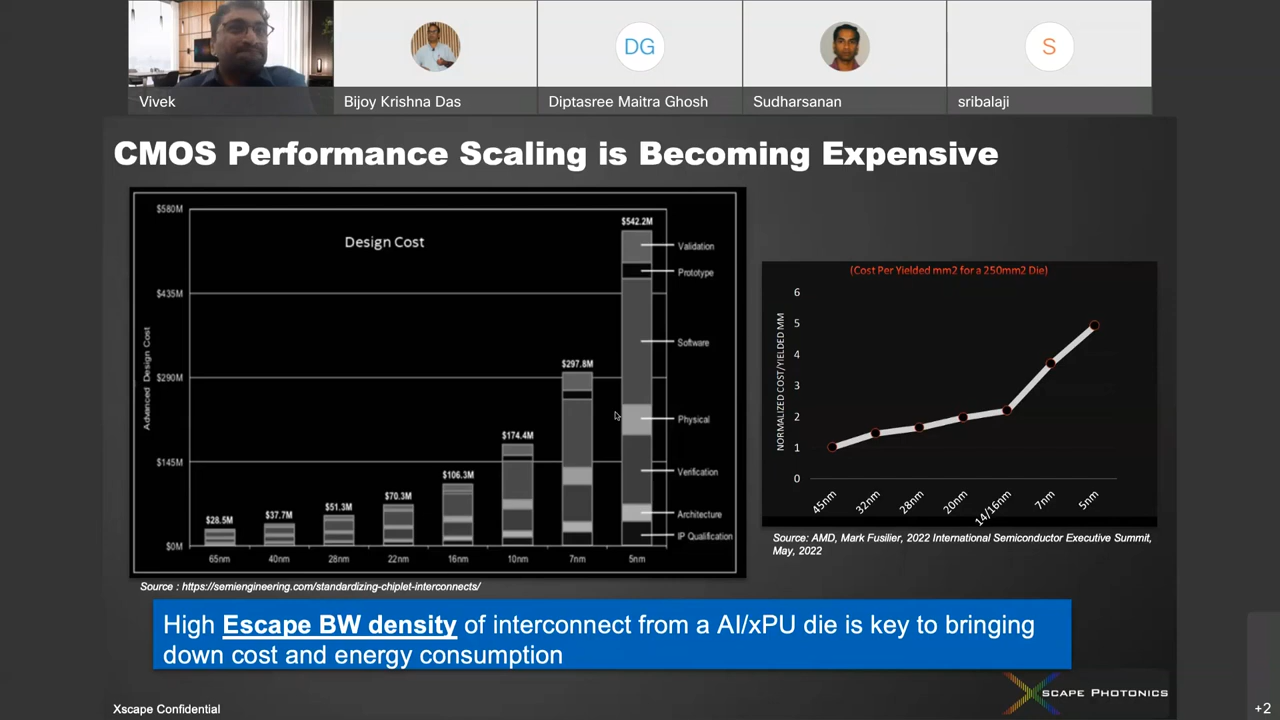 Vivek
Bijoy Krishna Das
DG
Diptasree Maitra Ghosh
Sudharsanan
S
sribalaji
CMOS Performance Scaling is Becoming Expensive
Design Cost
Advanced Design Cost
$580M
$435M
$290M
$145M
$0M
$28.5M
$37.7M
$51.3M
$70.3M
$106.3M
$174.4M
$297.8M
$542.2M
Validation
Prototype
Software
Physical
Verification
Architecture
IP Qualification
65nm 40nm 28nm 22nm 16nm 10nm 7nm 5nm
Source : https://semiengineering.com/standardizing-chiplet-interconnects/
(Cost Per Yielded mm2 for a 250mm2 Die)
NORMALIZED COST/YIELDED MM
6
5
4
3
2
1
0
45nm 32nm 28nm 20nm 14/16nm 7nm 5nm
Source: AMD, Mark Fusilier, 2022 International Semiconductor Executive Summit,
May, 2022
High Escape BW density of interconnect from a AI/xPU die is key to bringing
down cost and energy consumption
XSCAPE PHOTONICS
Xscape Confidential
+2